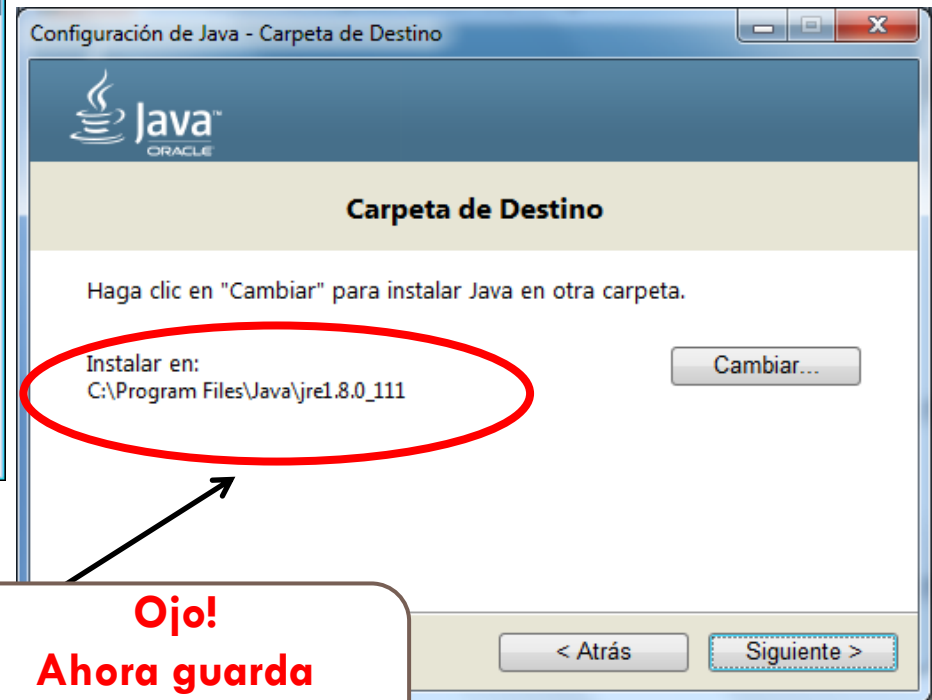 Configuración de Java - Carpeta de Destino
Java™
ORACLE
Carpeta de Destino
Haga clic en "Cambiar" para instalar Java en otra carpeta.
Instalar en:
C:\Program Files\Java\jre1.8.0_111
Cambiar...
Ojo!
Ahora guarda
< Atrás
Siguiente >